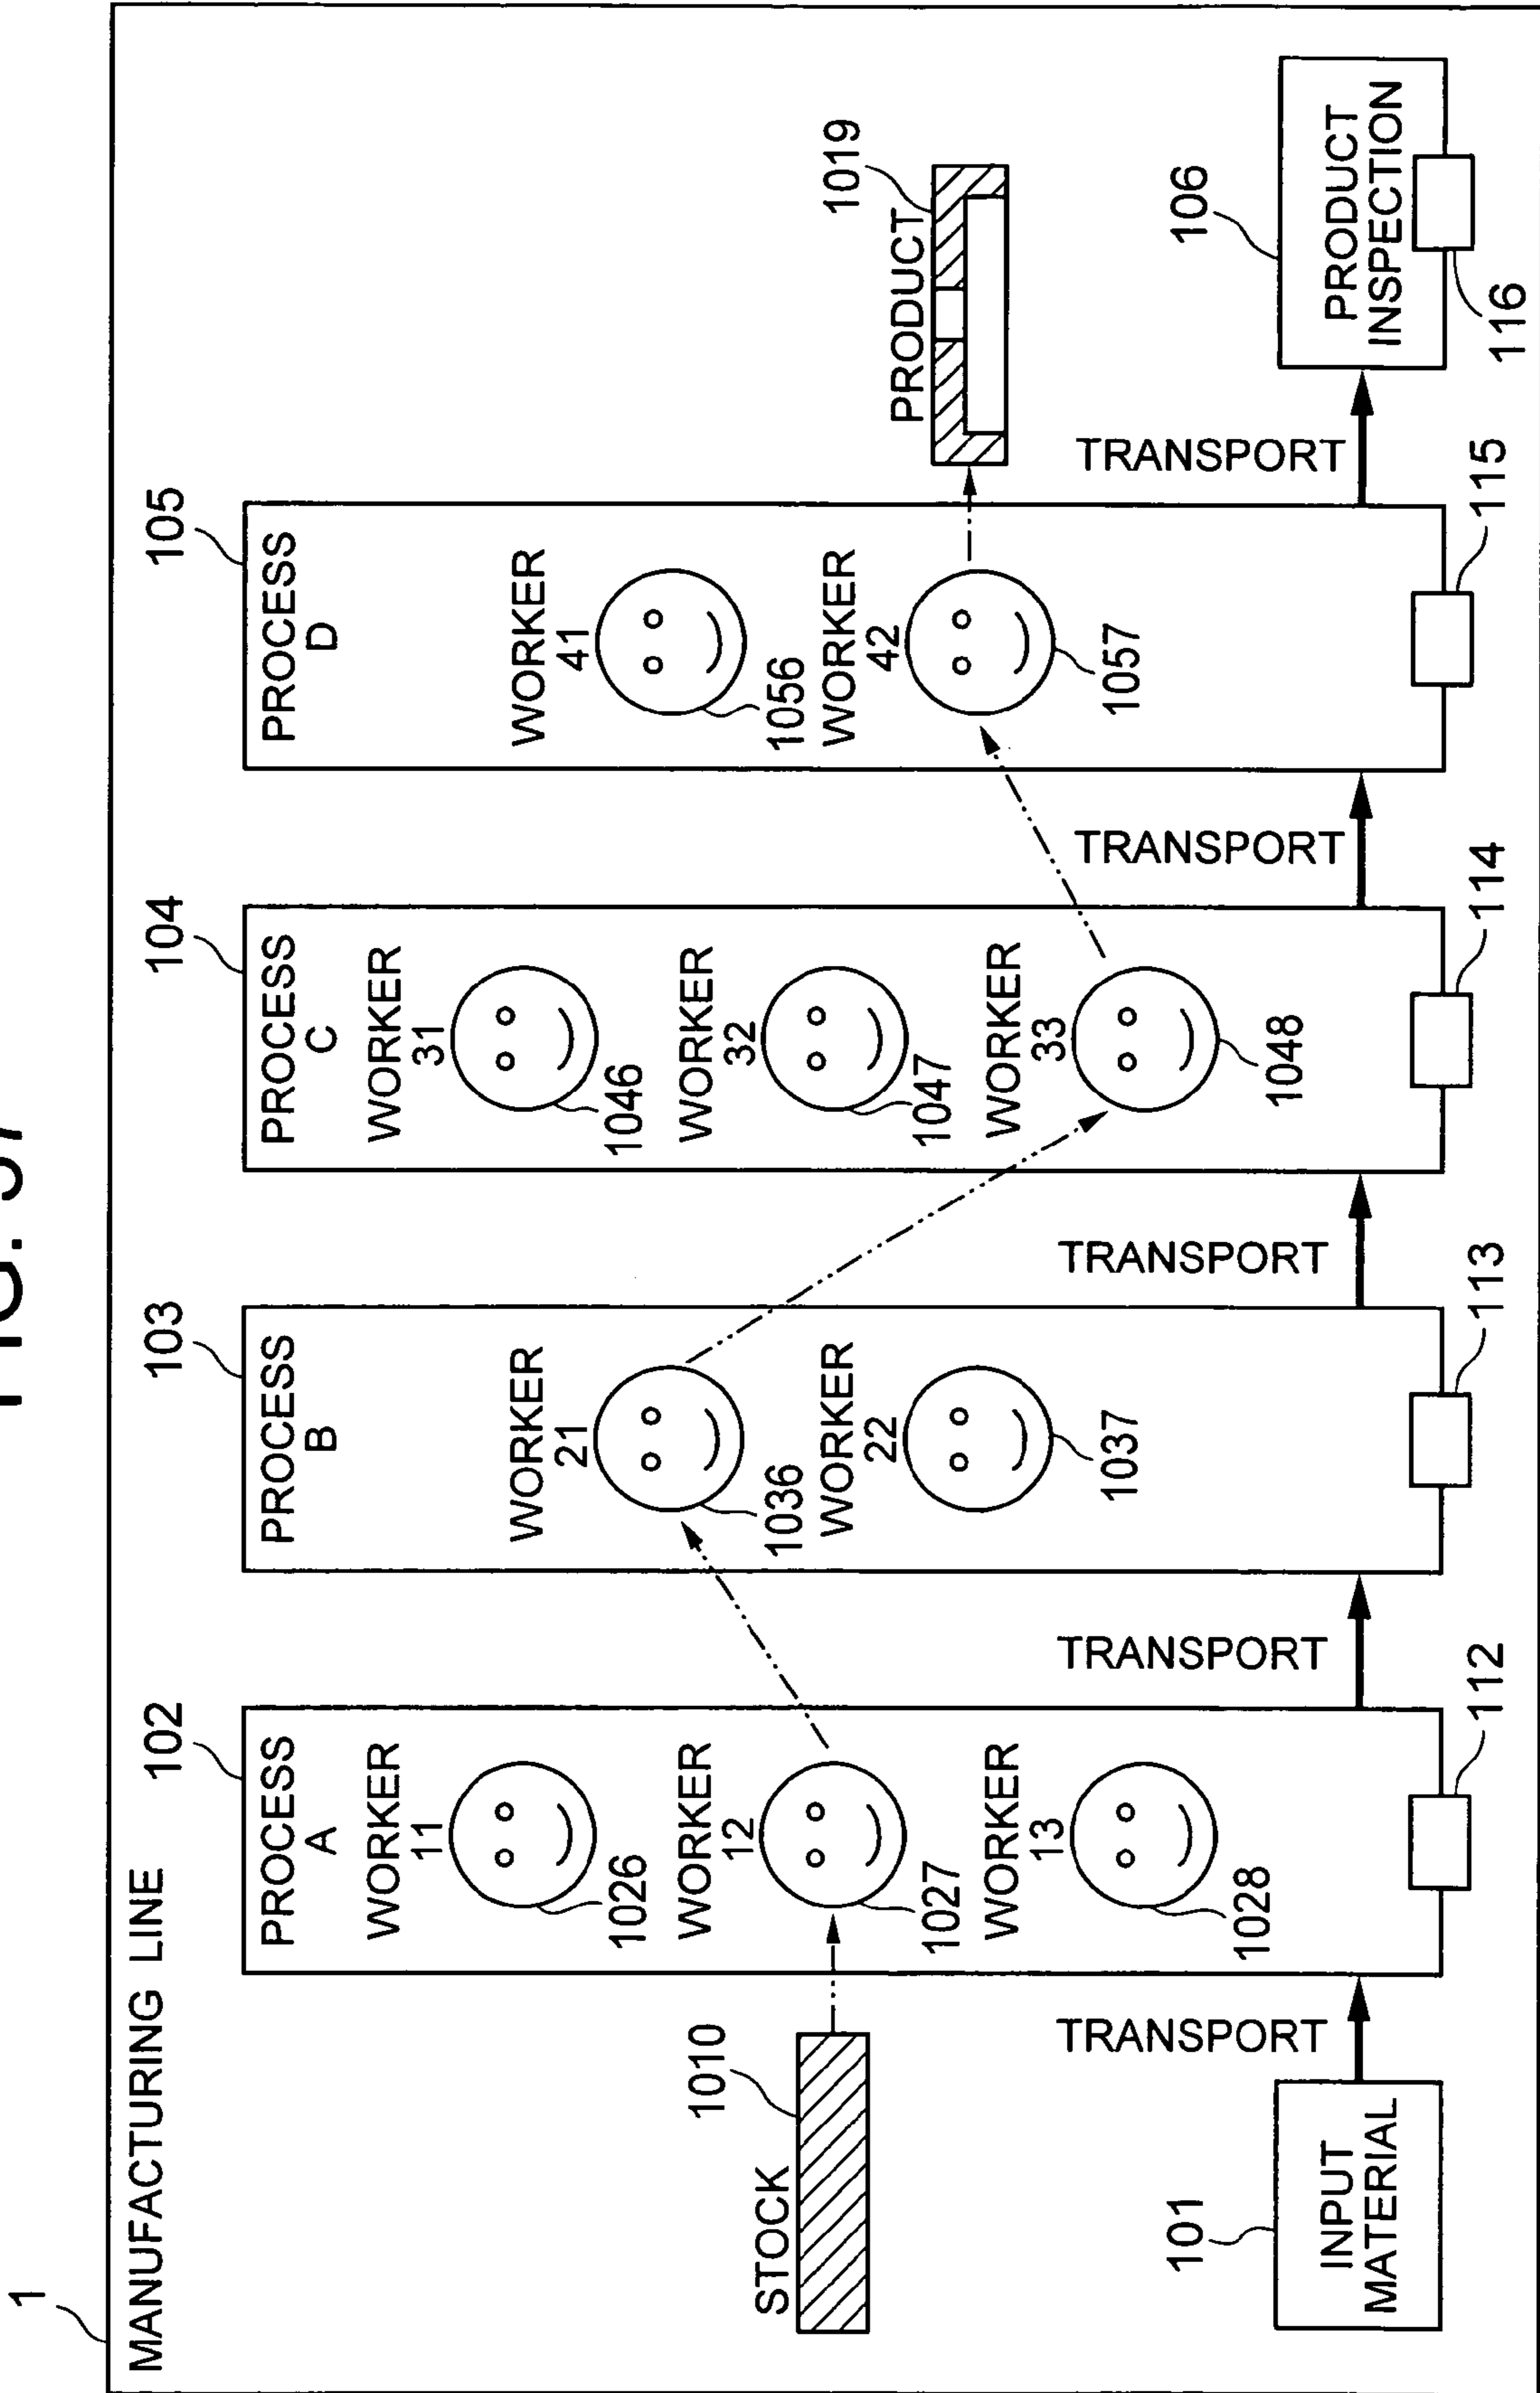 FIG.
1
MANUFACTURING LINE
102
103
104
105
PROCESS
A
PROCESS
B
PROCESS
C
PROCESS
D
WORKER
11
1026
WORKER
12
1027
WORKER
13
1028
WORKER
21
1036
WORKER
22
1037
WORKER
31
1046
WORKER
32
1047
WORKER
33
1048
WORKER
41
1056
WORKER
42
1057
STOCK
1010
PRODUCT
1019
101
INPUT
MATERIAL
TRANSPORT
TRANSPORT
TRANSPORT
TRANSPORT
TRANSPORT
106
PRODUCT
INSPECTION
112
113
114
115
116